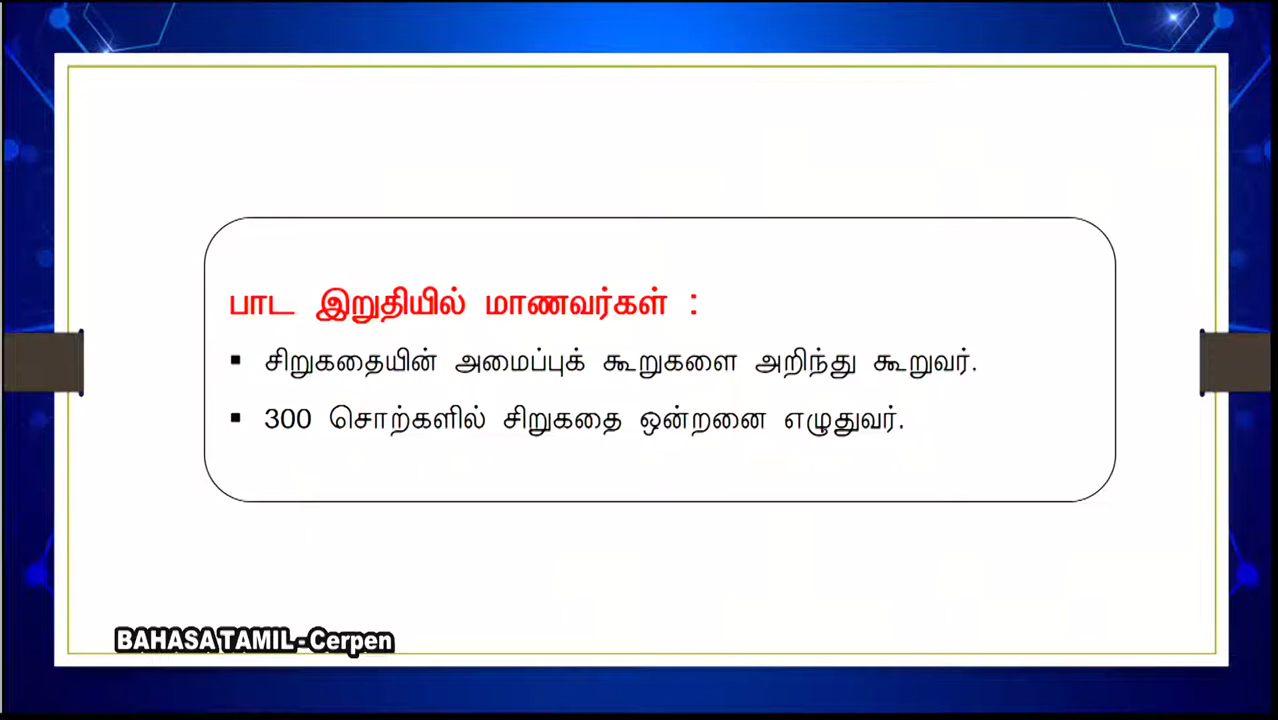 பாட இறுதியில் மாணவர்கள் :
▪ சிறுகதையின் அமைப்புக் கூறுகளை அறிந்து கூறுவர்.
▪ 300 சொற்களில் சிறுகதை ஒன்றனை எழுதுவர்.
BAHASA TAMIL - Cerpen